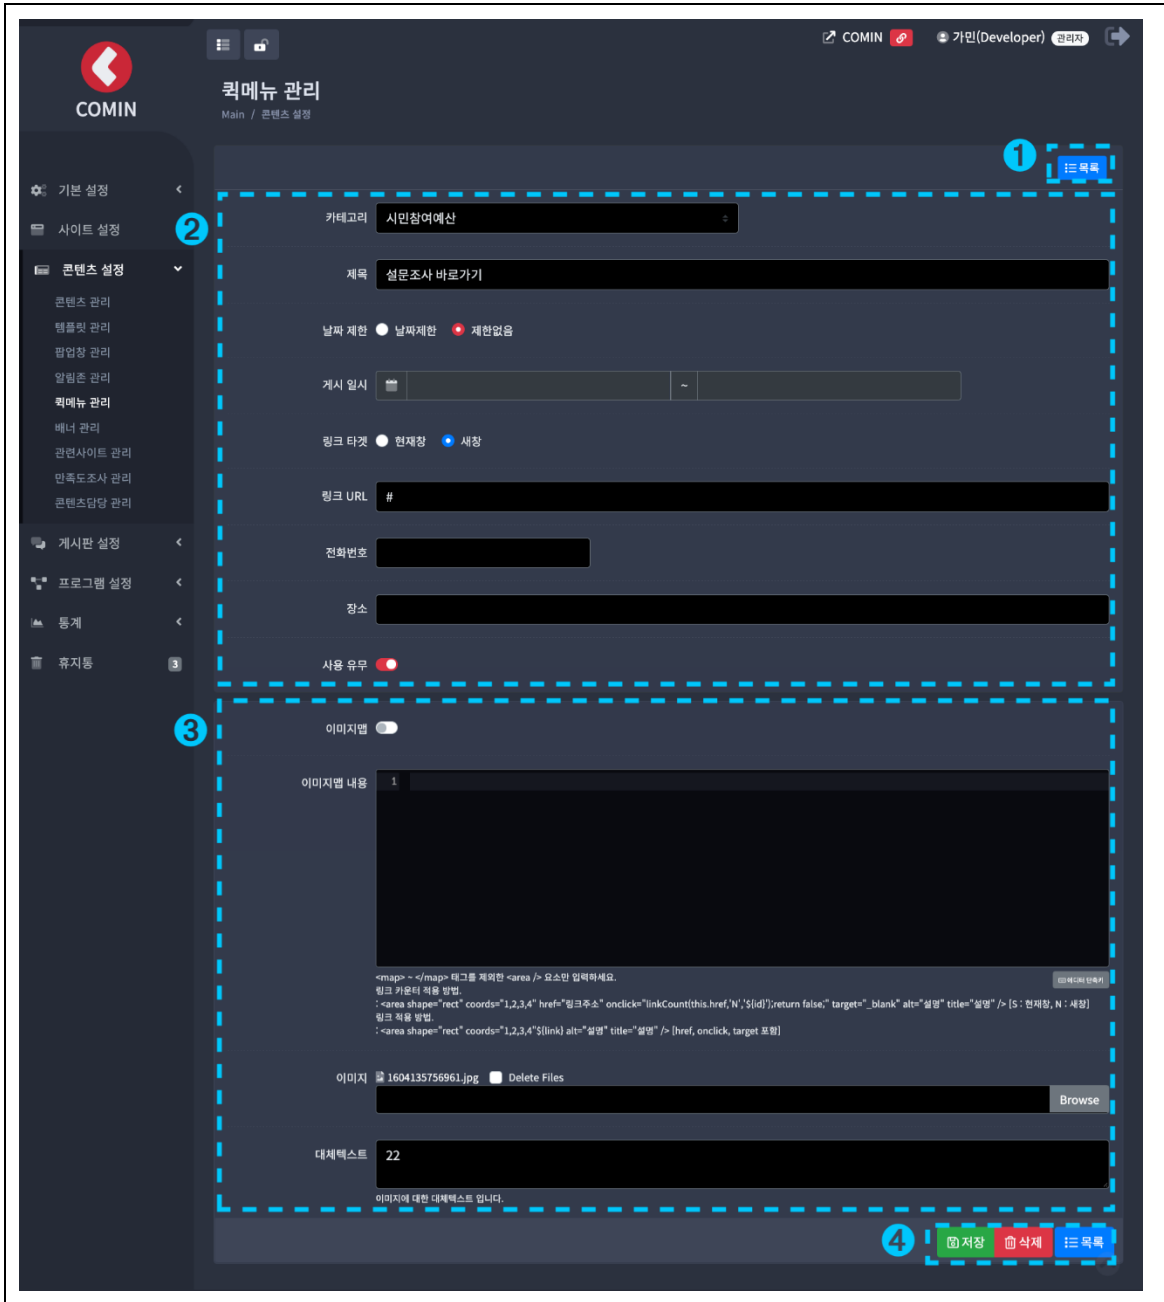 COMIN
가민(Developer) 관리자
COMIN
퀵메뉴 관리
Main / 콘텐츠 설정
1
목록
기본 설정
사이트 설정
콘텐츠 설정
콘텐츠 관리
템플릿 관리
팝업창 관리
알림존 관리
퀵메뉴 관리
배너 관리
관련사이트 관리
만족도조사 관리
콘텐츠담당 관리
게시판 설정
프로그램 설정
통계
휴지통 3
2
카테고리 시민참여예산
제목 설문조사 바로가기
날짜 제한 날짜제한 제한없음
게시 일시 ~
링크 타겟 현재창 새창
링크 URL #
전화번호
장소
사용 유무
3
이미지맵
이미지맵 내용 1
<map> ~ </map> 태그를 제외한 <area /> 요소만 입력하세요.
에디터 단축키
링크 카운터 적용 방법.
: <area shape="rect" coords="1,2,3,4" href="링크주소" onclick="linkCount(this.href,'N','${id}');return false;" target="_blank" alt="설명" title="설명" /> [S : 현재창, N : 새창]
링크 적용 방법.
: <area shape="rect" coords="1,2,3,4"${link} alt="설명" title="설명" /> [href, onclick, target 포함]
이미지 1604135756961.jpg Delete Files
Browse
대체텍스트 22
이미지에 대한 대체텍스트 입니다.
4
저장 삭제 목록